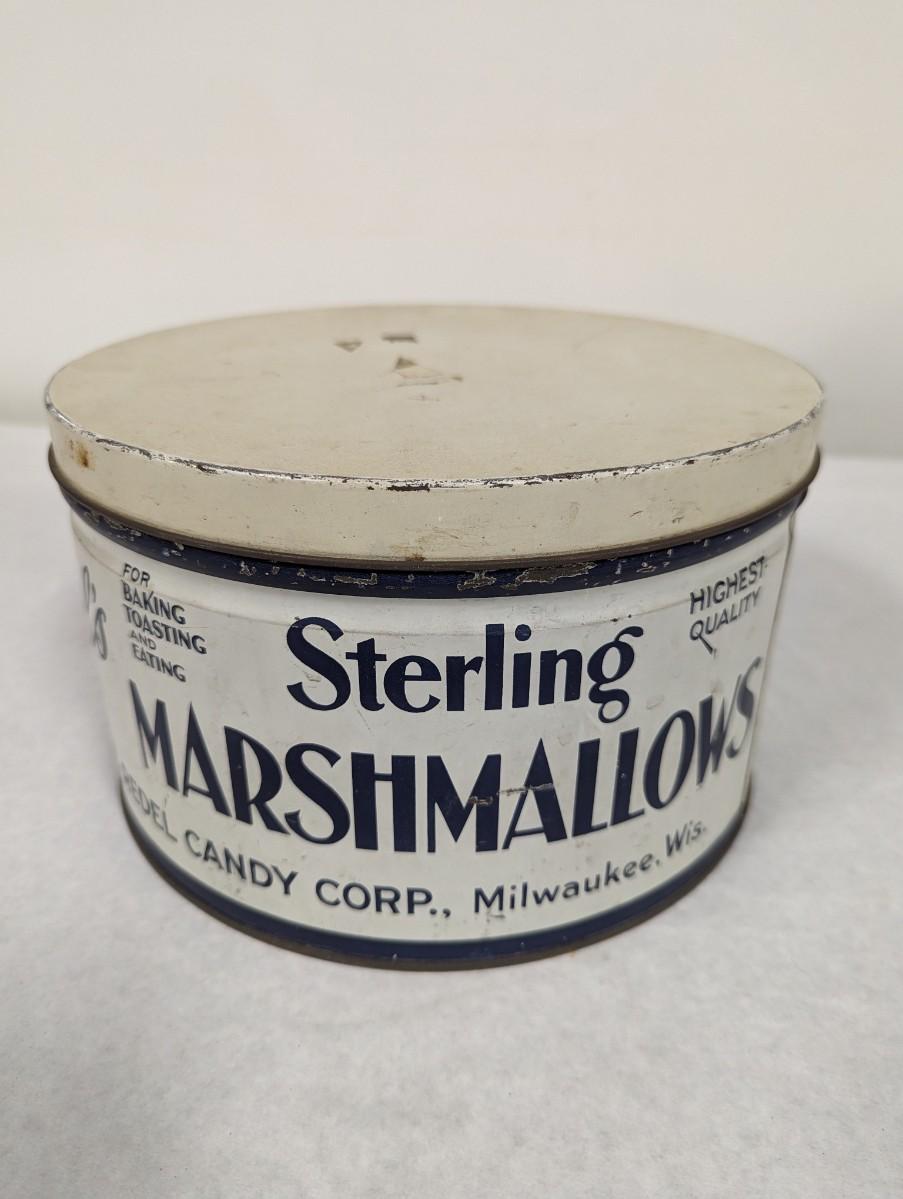 FOR
BAKING
TOASTING
AND
EATING
HIGHEST
QUALITY
Sterling
MARSHMALLOWS
CANDY CORP., Milwaukee, Wis.